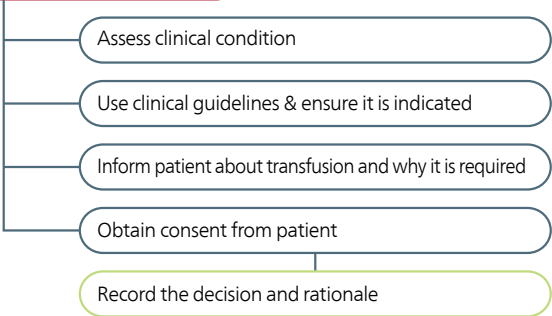 Assess clinical condition
Use clinical guidelines & ensure it is indicated
Inform patient about transfusion and why it is required
Obtain consent from patient
Record the decision and rationale